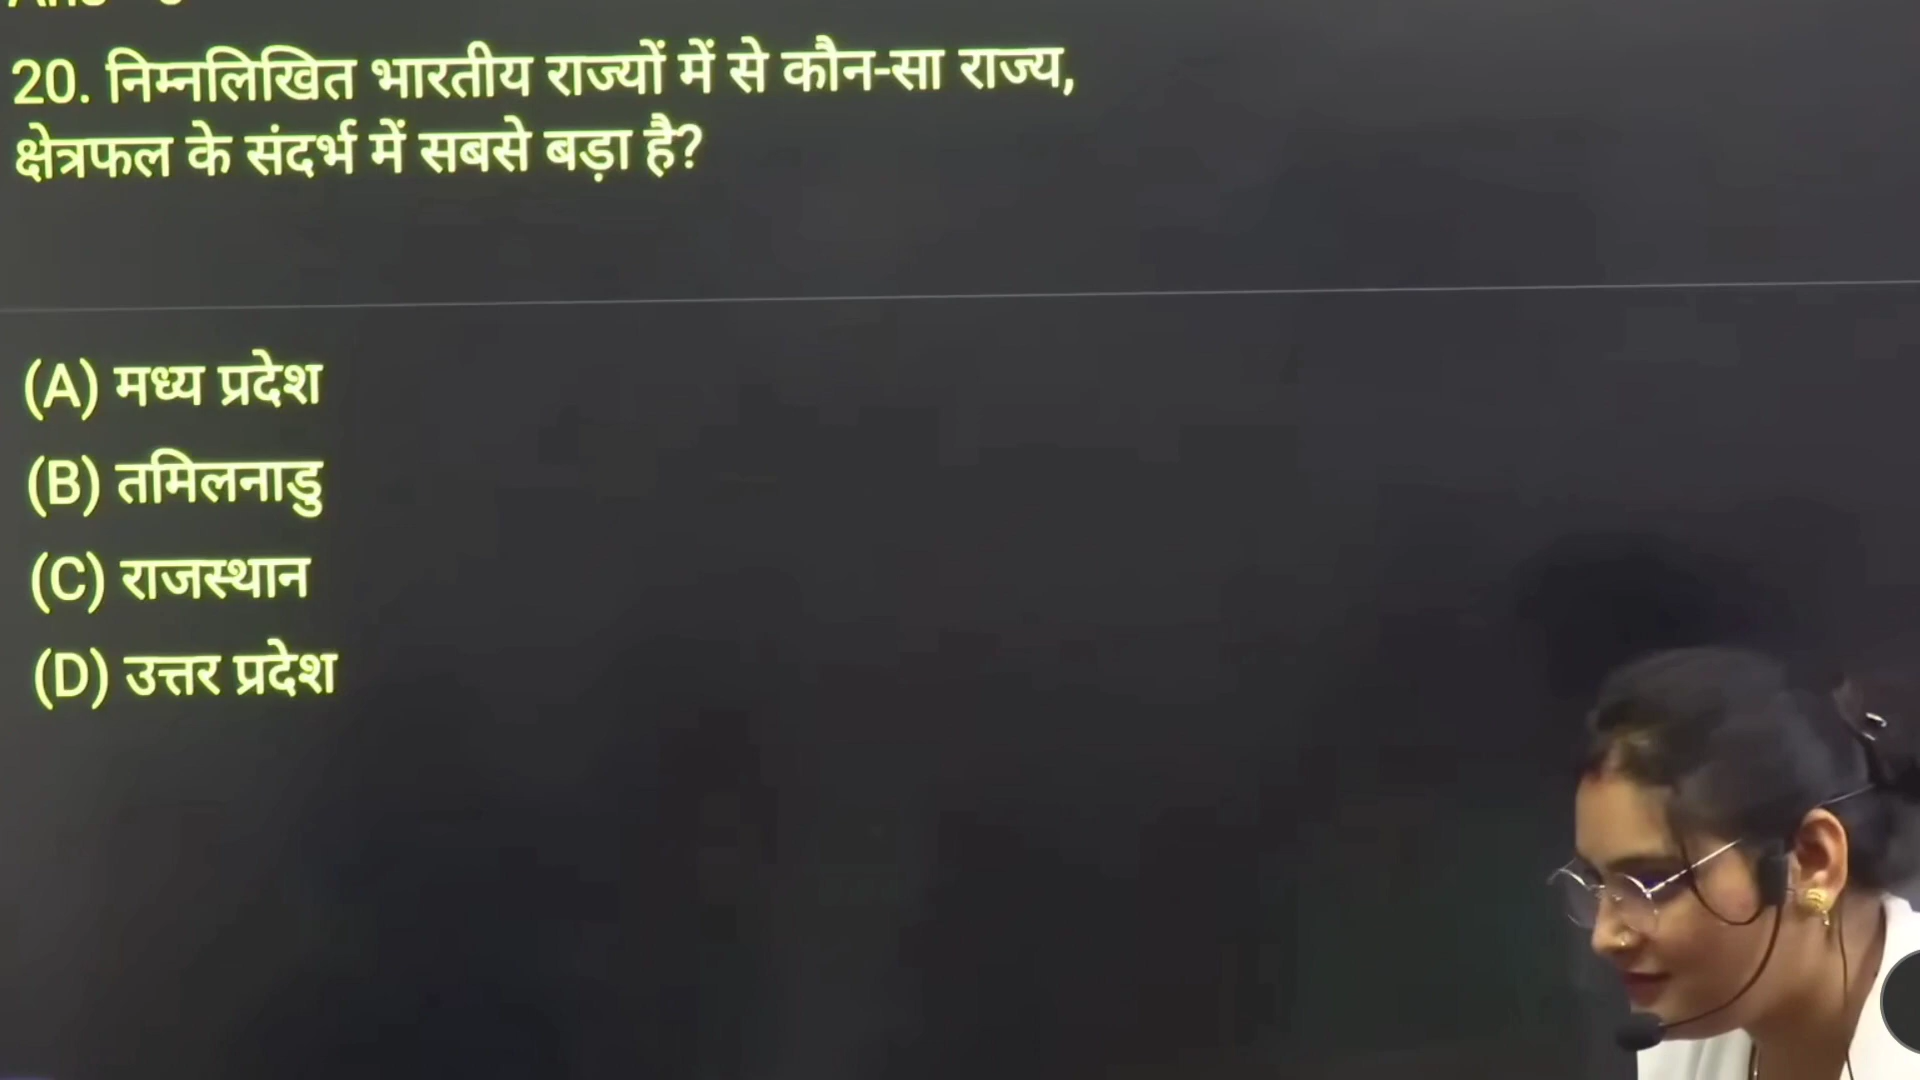 20. निम्नलिखित भारतीय राज्यों में से कौन-सा राज्य,
क्षेत्रफल के संदर्भ में सबसे बड़ा है?
(A) मध्य प्रदेश
(B) तमिलनाडु
(C) राजस्थान
(D) उत्तर प्रदेश